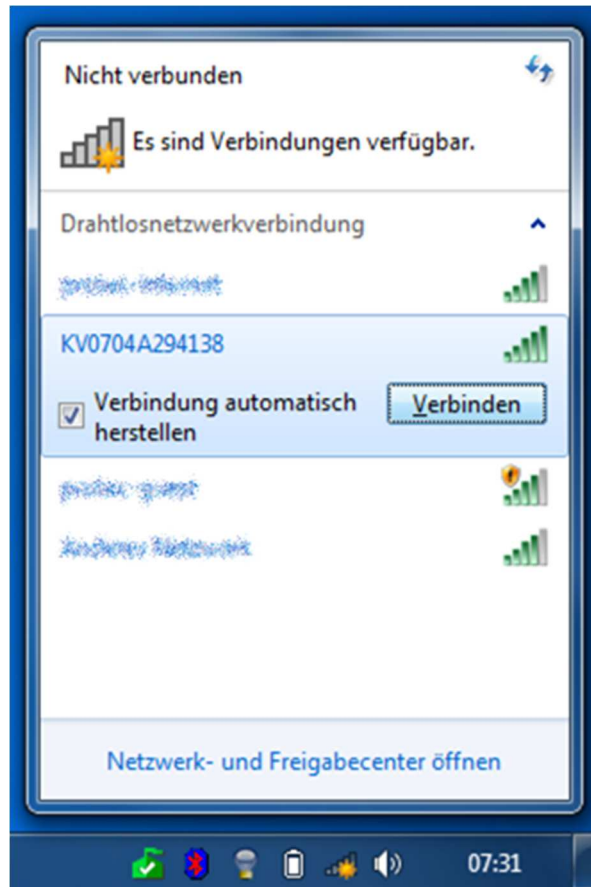 Nicht verbunden
Es sind Verbindungen verfügbar.
Drahtlosnetzwerkverbindung
KV0704A294138
Verbindung automatisch
herstellen
Verbinden
Netzwerk- und Freigabecenter öffnen
07:31